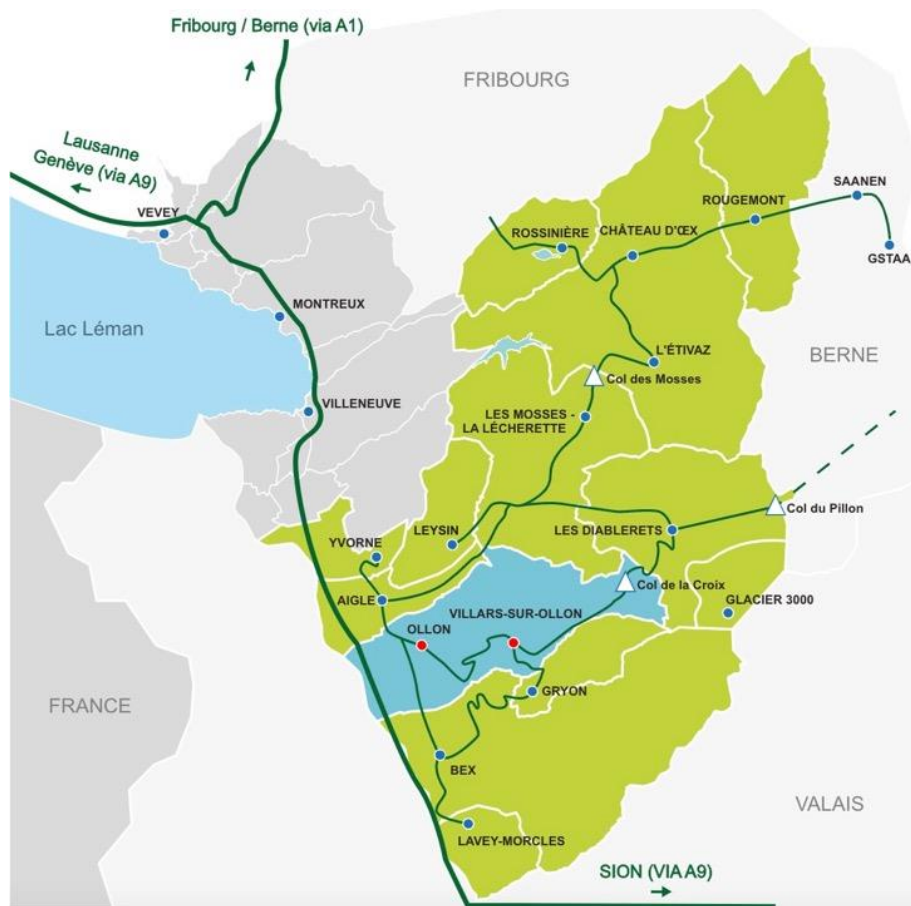 Fribourg / Berne (via A1)
FRIBOURG
Lausanne
Genève (via A9)
VEVEY
SAANEN
ROUGEMONT
ROSSINIÈRE
CHÂTEAU D'ŒX
GSTAA
MONTREUX
Lac Léman
BERNE
L'ÉTIVAZ
Col des Mosses
VILLENEUVE
LES MOSSES -
LA LÉCHERETTE
Col du Pillon
LES DIABLERETS
LEYSIN
YVORNE
Col de la Croix
GLACIER 3000
AIGLE
VILLARS-SUR-OLLON
OLLON
GRYON
FRANCE
BEX
VALAIS
LAVEY-MORCLES
SION (VIA A9)